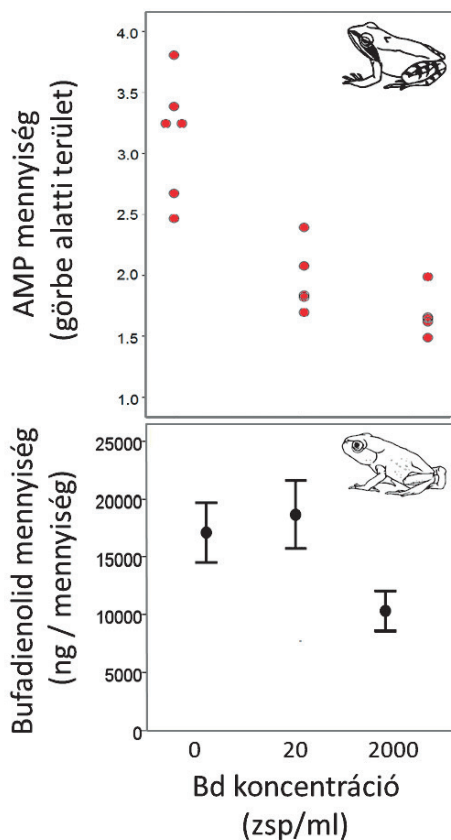 AMP mennyiség
(görbe alatti terület)
4.0
3.5
3.0
2.5
2.0
1.5
1.0
Bufadienolid mennyiség
(ng / mennyiség)
25000
20000
15000
10000
5000
0
0 20 2000
Bd koncentráció
(zsp/ml)